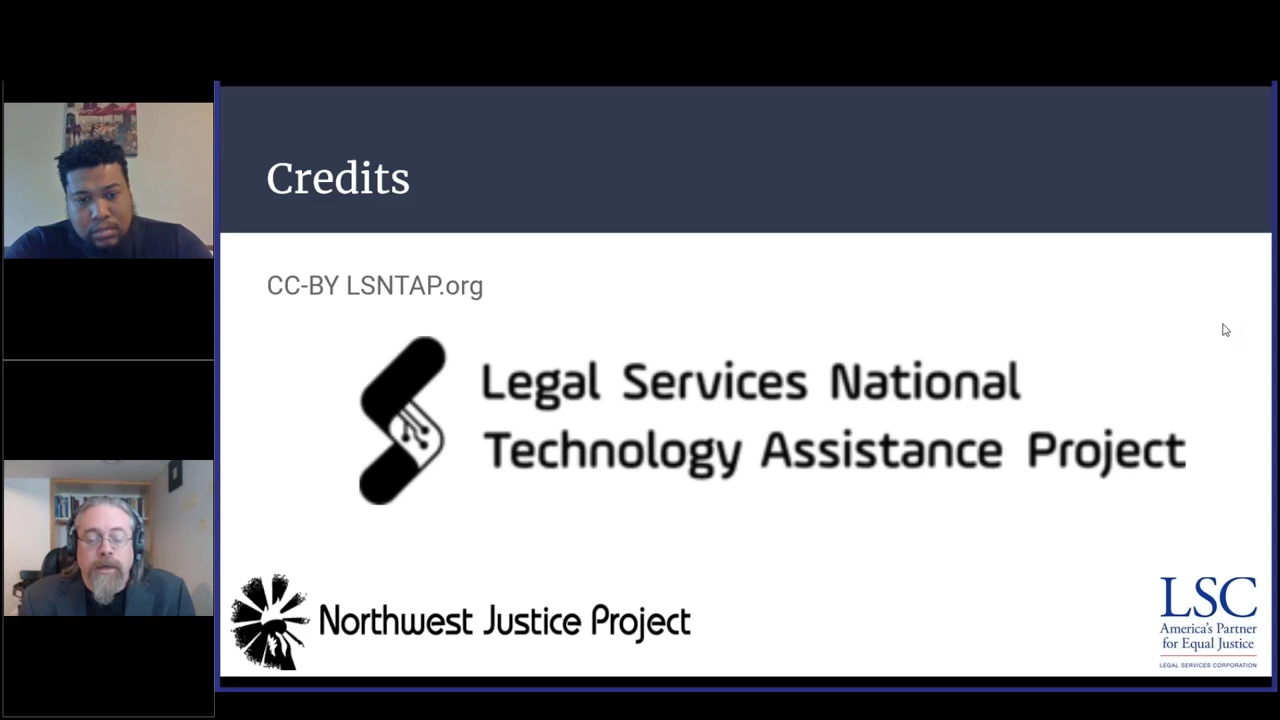 Credits
CC-BY LSNTAP.org
Legal Services National
Technology Assistance Project
Northwest Justice Project
LSC
America's Partner
for Equal Justice
LEGAL SERVICES CORPORATION